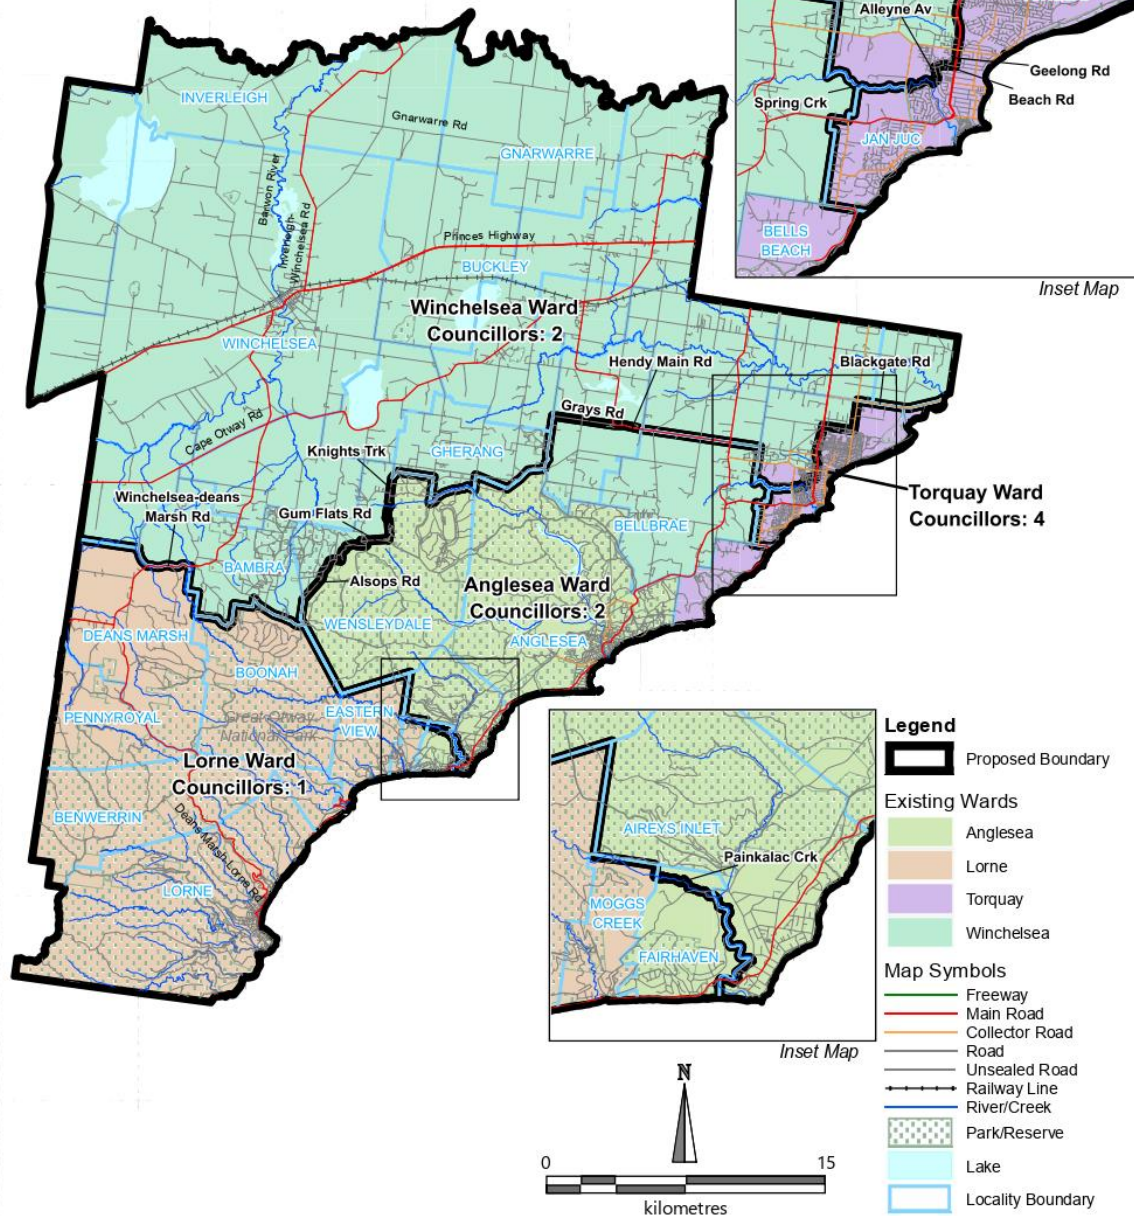 Alleyne Av
Geelong Rd
Beach Rd
Spring Crk
JAN JUC
BELLS
BEACH
Inset Map
INVERLEIGH
Gnarwarre Rd
GNARWARRE
Barwon River
Inverleigh-
Winchelsea Rd
Princes Highway
BUCKLEY
Winchelsea Ward
Councillors: 2
WINCHELSEA
Hendy Main Rd
Blackgate Rd
Grays Rd
Cape Otway Rd
Knights Trk
GHERANG
Winchelsea-deans
Marsh Rd
Gum Flats Rd
Torquay Ward
Councillors: 4
BELLBRAE
BAMBRA
Alsops Rd
Anglesea Ward
Councillors: 2
WENSLEYDALE
ANGLESEA
DEANS MARSH
BOONAH
PENNYROYAL
EASTERN
VIEW
Great Otway
National Park
Lorne Ward
Councillors: 1
BENWERRIN
Deans Marsh-Lorne Rd
LORNE
AIREYS INLET
Painkalac Crk
MOGGS
CREEK
FAIRHAVEN
Inset Map
Legend
Proposed Boundary
Existing Wards
Anglesea
Lorne
Torquay
Winchelsea
Map Symbols
Freeway
Main Road
Collector Road
Road
Unsealed Road
Railway Line
River/Creek
Park/Reserve
Lake
Locality Boundary
N
0 15
kilometres